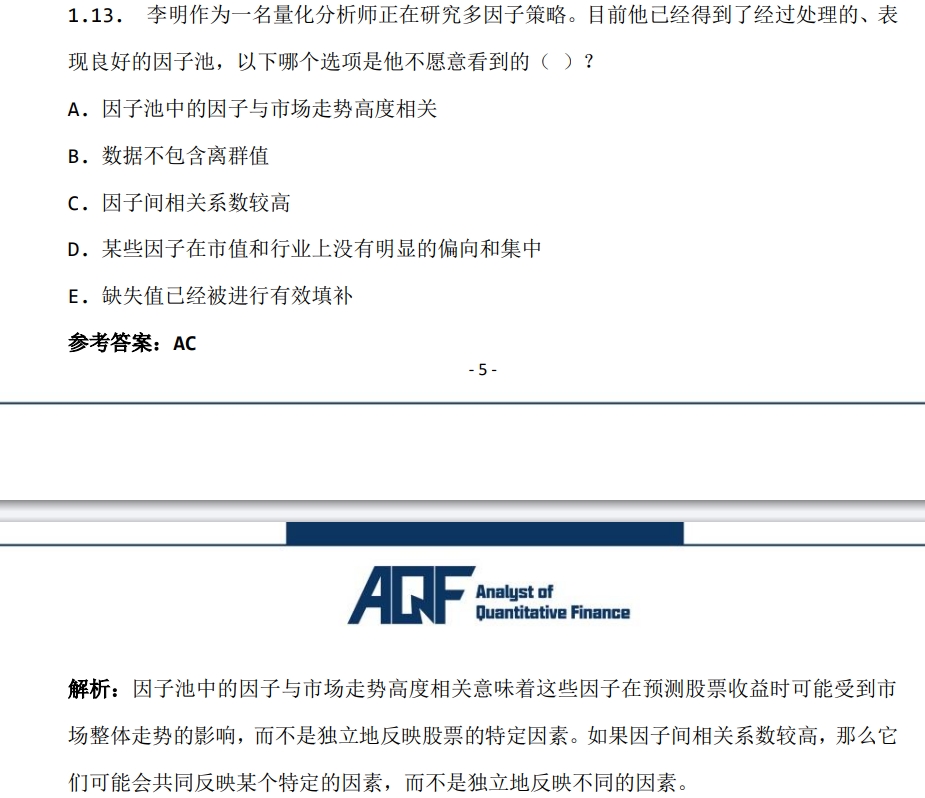 1.13. 李明作为一名量化分析师正在研究多因子策略。目前他已经得到了经过处理的、表
现良好的因子池，以下哪个选项是他不愿意看到的（ ）？
A. 因子池中的因子与市场走势高度相关
B. 数据不包含离群值
C. 因子间相关系数较高
D. 某些因子在市值和行业上没有明显的偏向和集中
E. 缺失值已经被进行有效填补
参考答案：AC
- 5 -
AQF Analyst of
Quantitative Finance
解析：因子池中的因子与市场走势高度相关意味着这些因子在预测股票收益时可能受到市
场整体走势的影响，而不是独立地反映股票的特定因素。如果因子间相关系数较高，那么它
们可能会共同反映某个特定的因素，而不是独立地反映不同的因素。